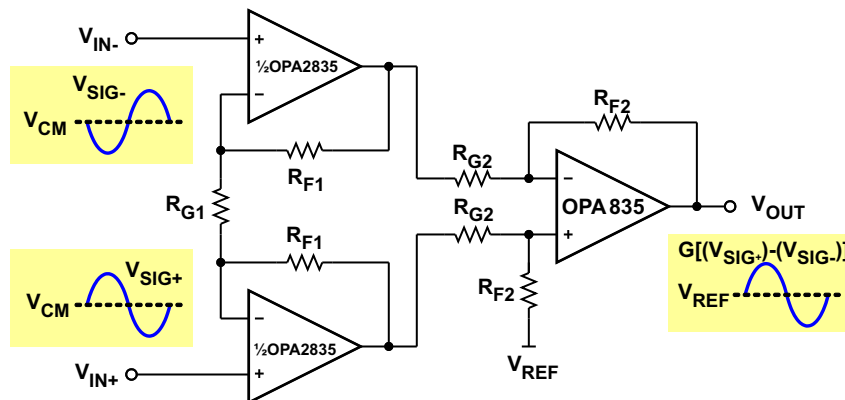 VIN-
+
½OPA2835
−
VSIG-
VCM
RF1
RG1
RF1
VSIG+
VCM
−
½OPA2835
+
VIN+
RG2
RG2
RF2
−
OPA835
+
RF2
VREF
VOUT
G[(VSIG+)-(VSIG-)]
VREF